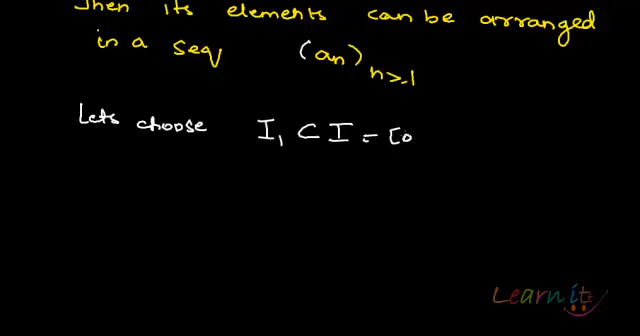 Then its elements can be arranged
in a seq (an) n>,1
Lets choose I1 ⊂ I = [0
Learnit